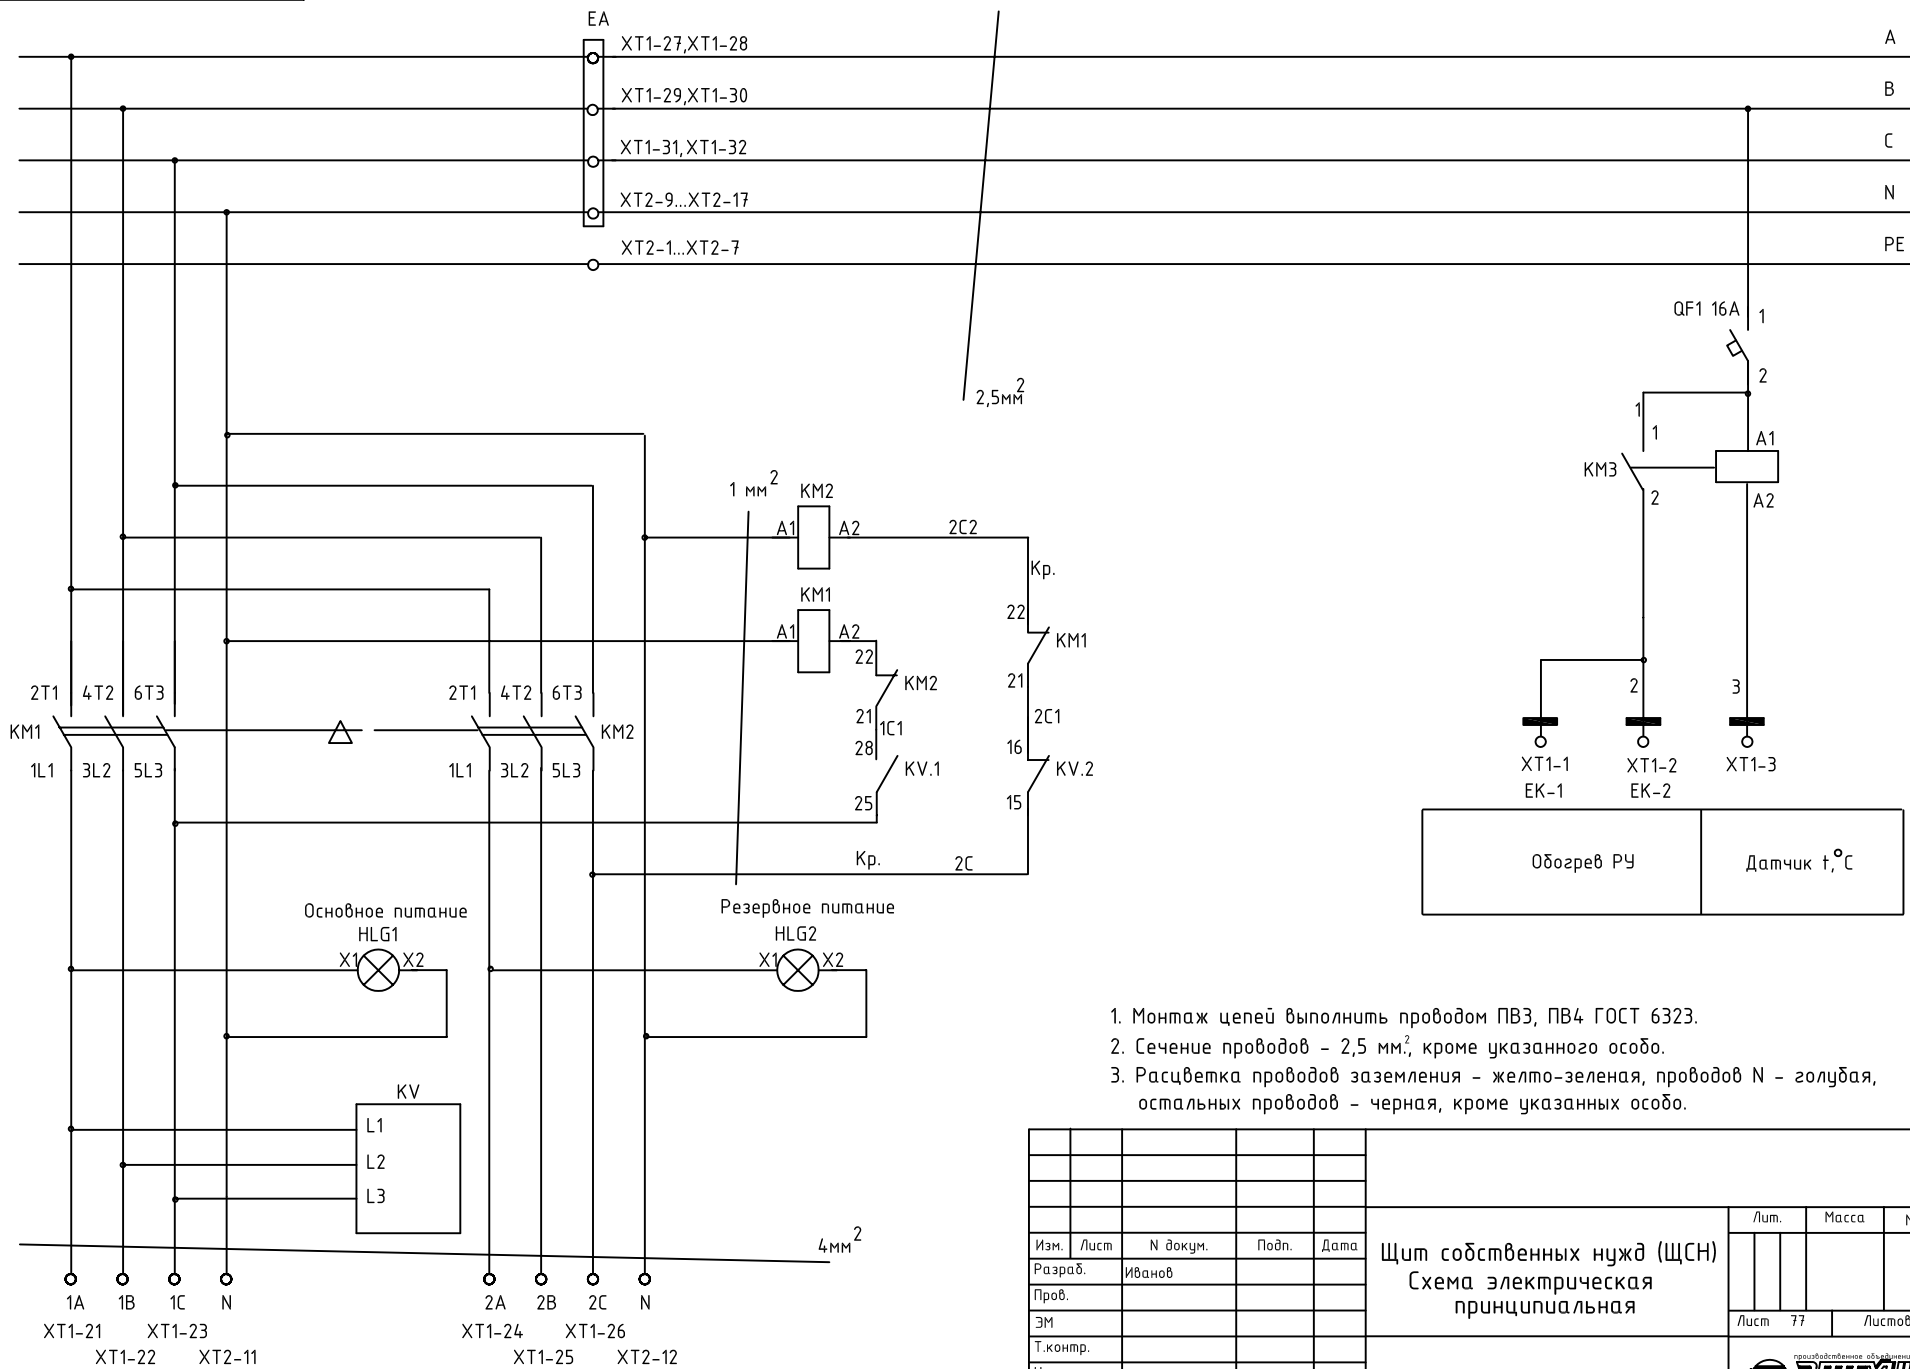 EA
XT1-27,XT1-28
A
XT1-29,XT1-30
B
XT1-31,XT1-32
C
XT2-9...XT2-17
N
XT2-1...XT2-7
PE
QF1 16A
1
2
2,5мм2
1
1
A1
KM3
2
A2
1 мм2
KM2
A1
A2
2C2
Кр.
KM1
A1
A2
22
22
KM1
KM2
21
21
1C1
2C1
28
16
KV.1
KV.2
25
15
2T1
4T2
6T3
2T1
4T2
6T3
KM1
KM2
1L1
3L2
5L3
1L1
3L2
5L3
2
3
XT1-1
XT1-2
XT1-3
EK-1
EK-2
Обогрев РУ
Датчик t,°C
Кр.
2C
Основное питание
Резервное питание
HLG1
HLG2
X1
X2
X1
X2
1. Монтаж цепей выполнить проводом ПВ3, ПВ4 ГОСТ 6323.
2. Сечение проводов - 2,5 мм.2, кроме указанного особо.
3. Расцветка проводов заземления - желто-зеленая, проводов N - голубая,
остальных проводов - черная, кроме указанных особо.
KV
L1
L2
L3
4мм2
1A
1B
1C
N
2A
2B
2C
N
XT1-21
XT1-23
XT1-24
XT1-26
XT1-22
XT2-11
XT1-25
XT2-12
Изм.
Лист
N докум.
Подп.
Дата
Разраб.
Иванов
Пров.
ЭМ
Т.контр.
Щит собственных нужд (ЩСН)
Схема электрическая
принципиальная
Лит.
Масса
Лист 77
Листов
производственное объединение